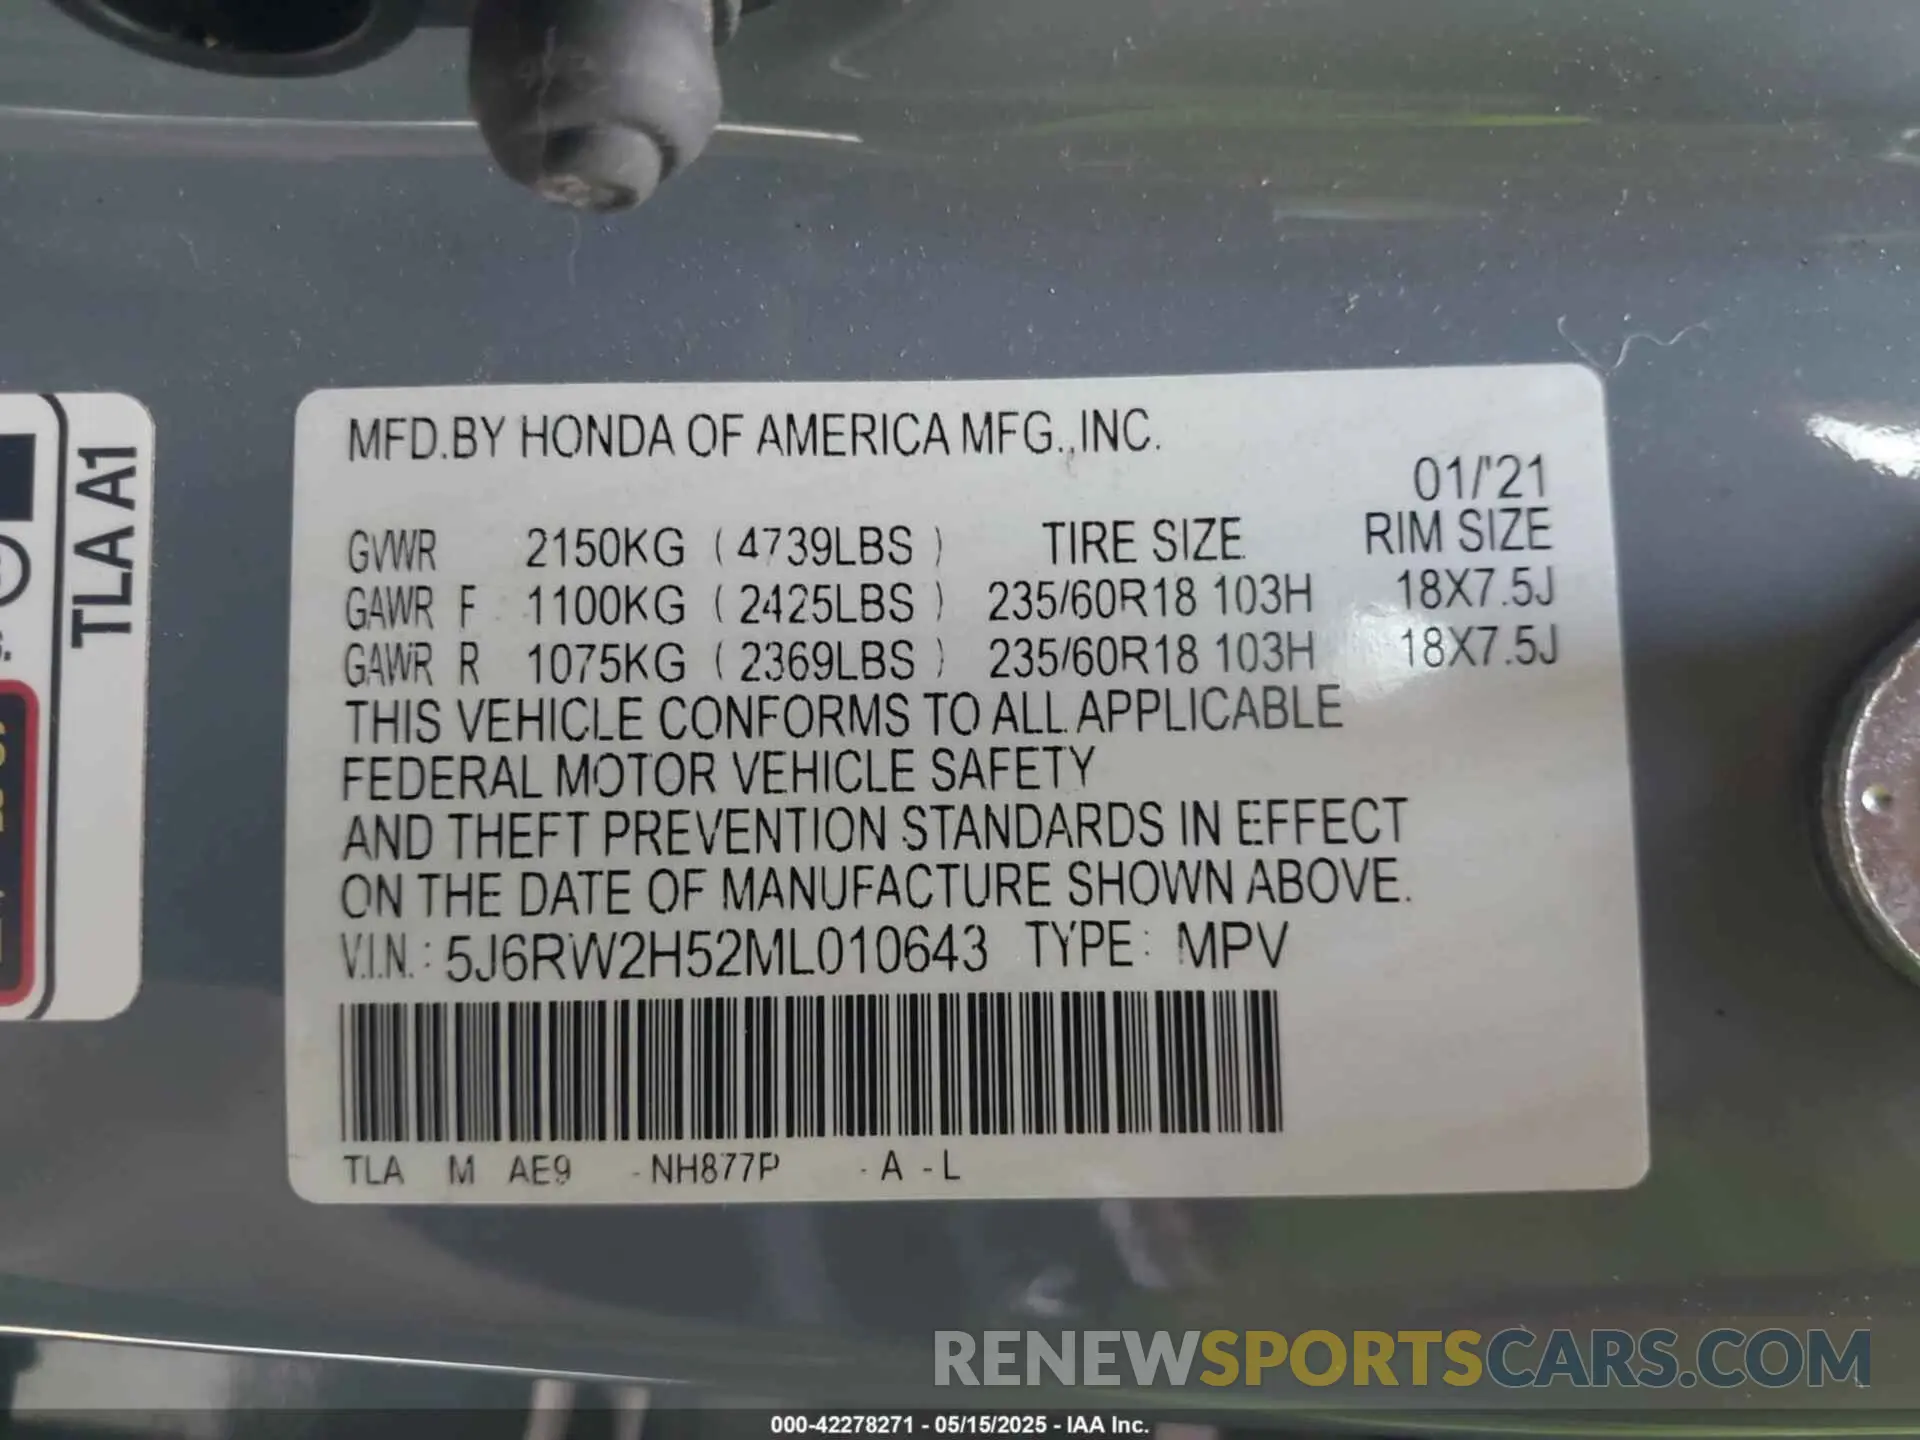 MFD.BY HONDA OF AMERICA MFG.,INC.
01/'21
GVWR 2150KG (4739LBS) TIRE SIZE RIM SIZE
GAWR F 1100KG (2425LBS) 235/60R18 103H 18X7.5J
GAWR R 1075KG (2369LBS) 235/60R18 103H 18X7.5J
THIS VEHICLE CONFORMS TO ALL APPLICABLE
FEDERAL MOTOR VEHICLE SAFETY
AND THEFT PREVENTION STANDARDS IN EFFECT
ON THE DATE OF MANUFACTURE SHOWN ABOVE.
V.I.N.: 5J6RW2H52ML010643 TYPE: MPV
TLA M AE9 -NH877P -A -L
TLA A1
RENEWSPORTSCARS.COM
000-42278271 - 05/15/2025 - IAA Inc.